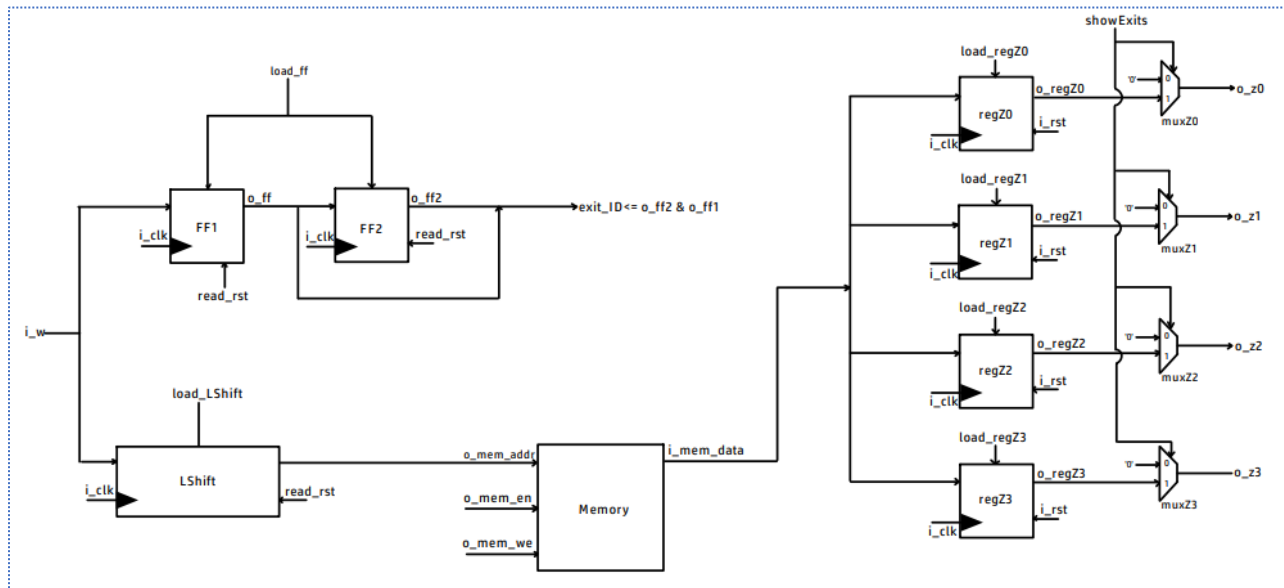 showExits
load_ff
load_regZ0
regZ0
i_clk
o_regZ0
i_rst
'0'
0
1
muxZ0
o_z0
FF1
i_clk
read_rst
o_ff
FF2
i_clk
o_ff2
read_rst
exit_ID<= o_ff2 & o_ff1
load_regZ1
regZ1
i_clk
o_regZ1
i_rst
'0'
0
1
muxZ1
o_z1
i_w
load_regZ2
regZ2
i_clk
o_regZ2
i_rst
'0'
0
1
muxZ2
o_z2
load_LShift
LShift
i_clk
read_rst
o_mem_addr
o_mem_en
o_mem_we
Memory
i_mem_data
load_regZ3
regZ3
i_clk
o_regZ3
i_rst
'0'
0
1
muxZ3
o_z3